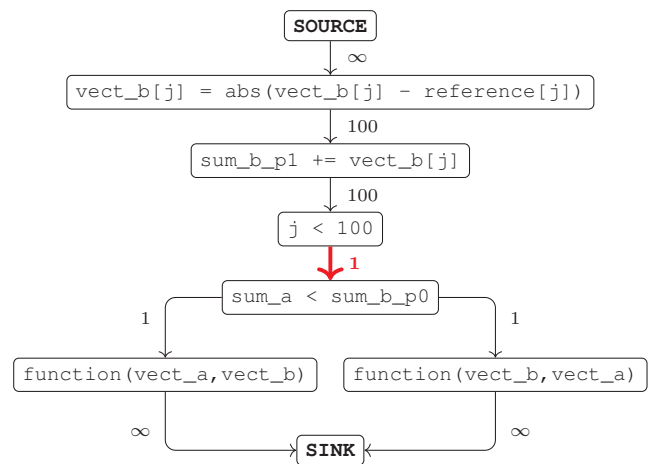 SOURCE
∞
vect_b[j] = abs(vect_b[j] - reference[j])
100
sum_b_p1 += vect_b[j]
100
j < 100
1
sum_a < sum_b_p0
1 1
function(vect_a,vect_b) function(vect_b,vect_a)
∞ ∞
SINK